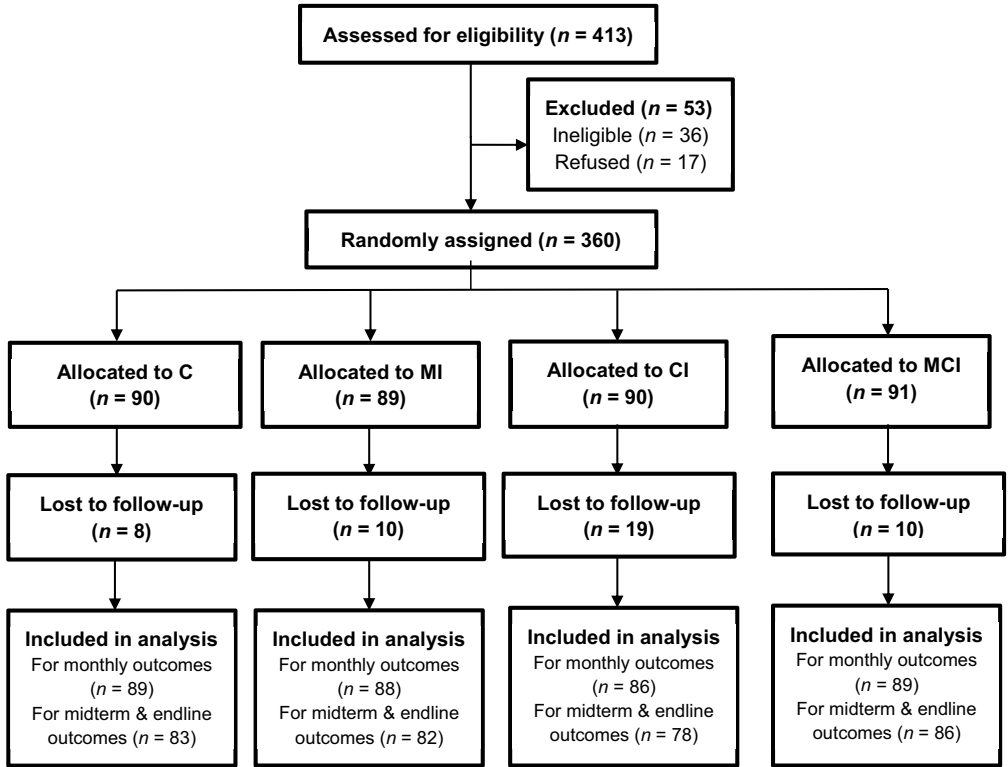 Assessed for eligibility (n = 413)
Excluded (n = 53)
Ineligible (n = 36)
Refused (n = 17)
Randomly assigned (n = 360)
Allocated to C
(n = 90)
Allocated to MI
(n = 89)
Allocated to CI
(n = 90)
Allocated to MCI
(n = 91)
Lost to follow-up
(n = 8)
Lost to follow-up
(n = 10)
Lost to follow-up
(n = 19)
Lost to follow-up
(n = 10)
Included in analysis
For monthly outcomes
(n = 89)
For midterm & endline
outcomes (n = 83)
Included in analysis
For monthly outcomes
(n = 88)
For midterm & endline
outcomes (n = 82)
Included in analysis
For monthly outcomes
(n = 86)
For midterm & endline
outcomes (n = 78)
Included in analysis
For monthly outcomes
(n = 89)
For midterm & endline
outcomes (n = 86)